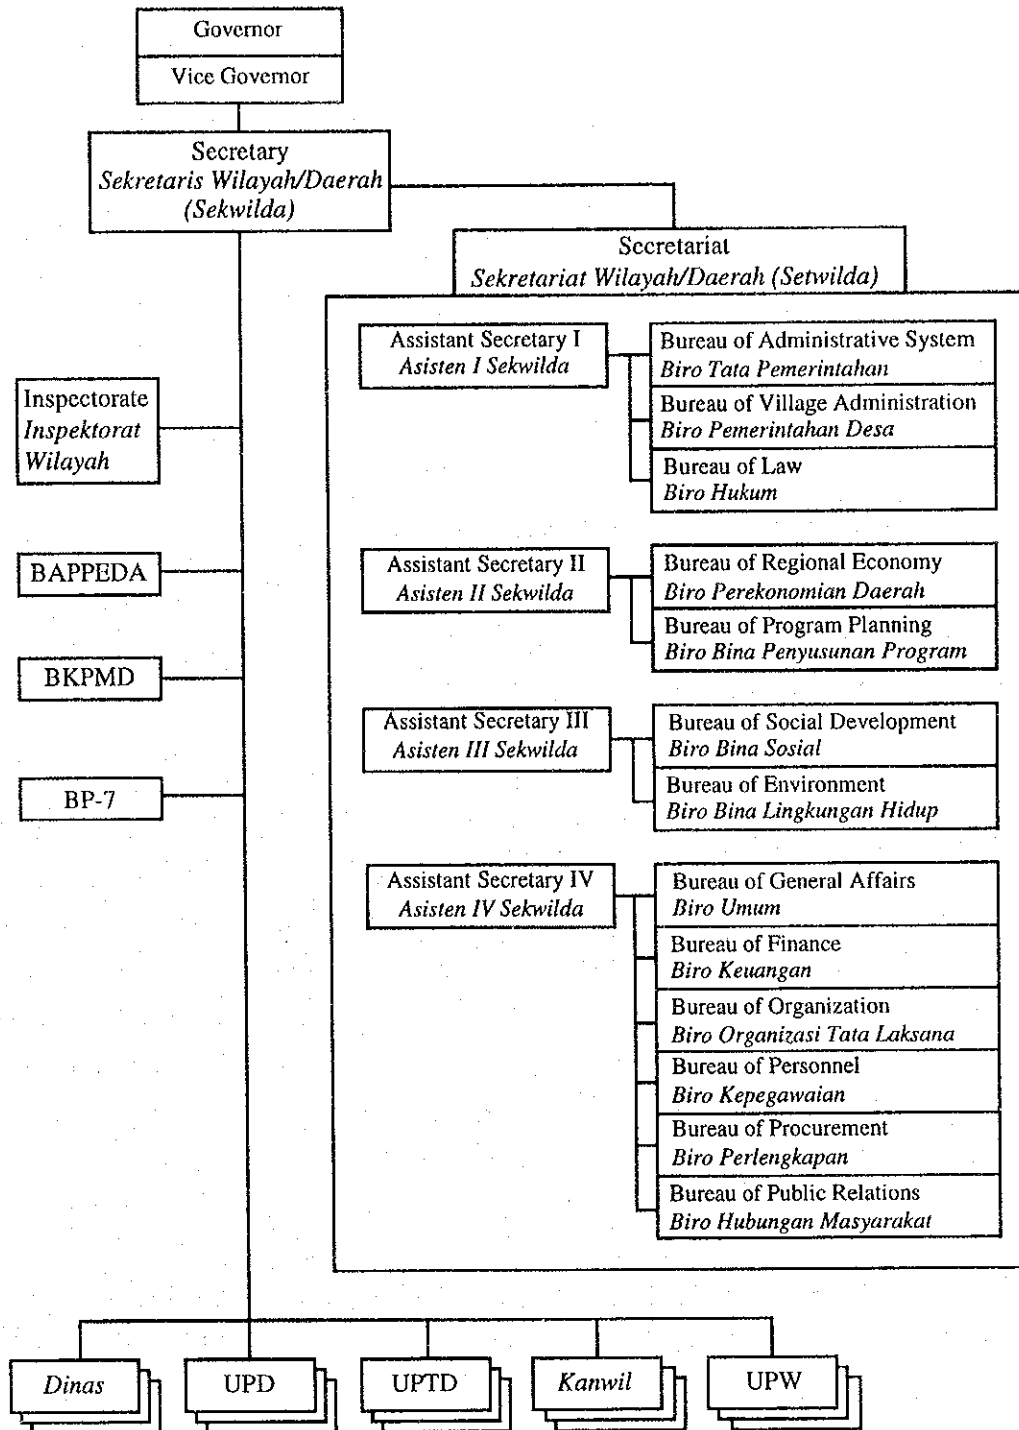 Governor
Vice Governor
Secretary
Sekretaris Wilayah/Daerah
(Sekwilda)
Secretariat
Sekretariat Wilayah/Daerah (Setwilda)
Assistant Secretary I
Asisten I Sekwilda
Bureau of Administrative System
Biro Tata Pemerintahan
Bureau of Village Administration
Biro Pemerintahan Desa
Bureau of Law
Biro Hukum
Inspectorate
Inspektorat
Wilayah
BAPPEDA
BKPMD
BP-7
Assistant Secretary II
Asisten II Sekwilda
Bureau of Regional Economy
Biro Perekonomian Daerah
Bureau of Program Planning
Biro Bina Penyusunan Program
Assistant Secretary III
Asisten III Sekwilda
Bureau of Social Development
Biro Bina Sosial
Bureau of Environment
Biro Bina Lingkungan Hidup
Assistant Secretary IV
Asisten IV Sekwilda
Bureau of General Affairs
Biro Umum
Bureau of Finance
Biro Keuangan
Bureau of Organization
Biro Organizasi Tata Laksana
Bureau of Personnel
Biro Kepegawaian
Bureau of Procurement
Biro Perlengkapan
Bureau of Public Relations
Biro Hubungan Masyarakat
Dinas
UPD
UPTD
Kanwil
UPW